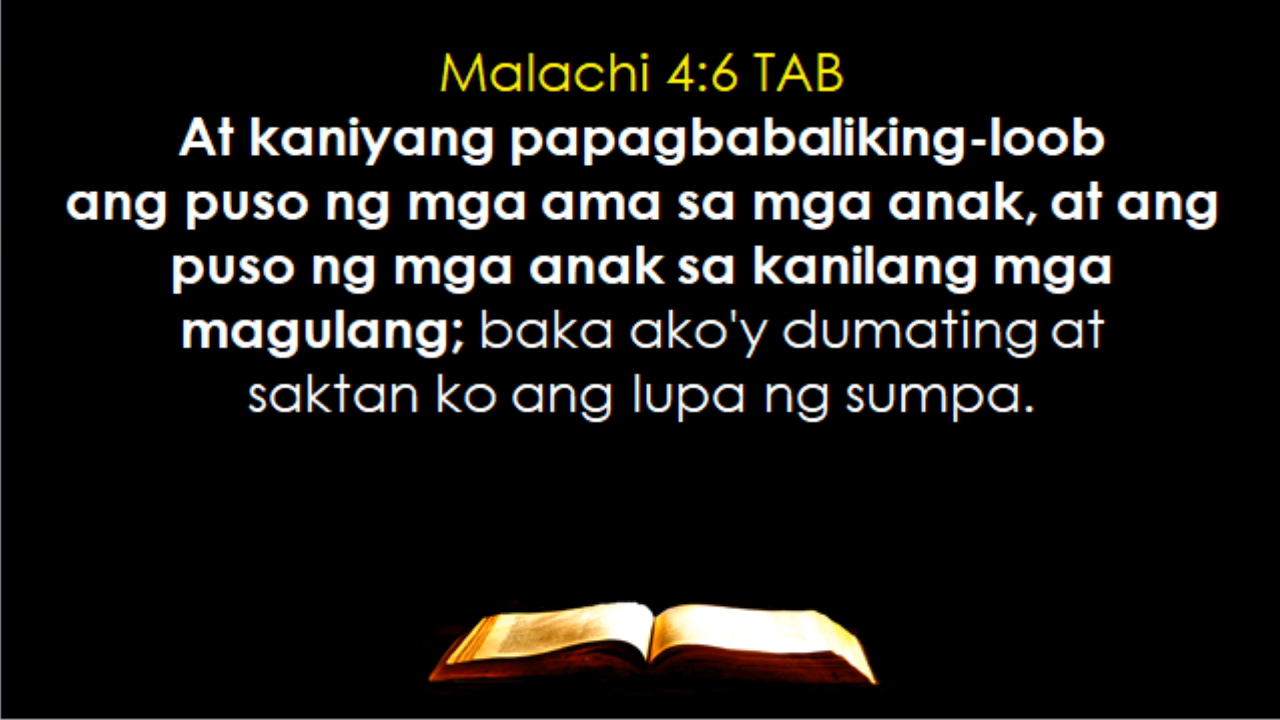 Malachi 4:6 TAB
At kaniyang papagbabaliking-loob
ang puso ng mga ama sa mga anak, at ang
puso ng mga anak sa kanilang mga
magulang; baka ako'y dumating at
saktan ko ang lupa ng sumpa.